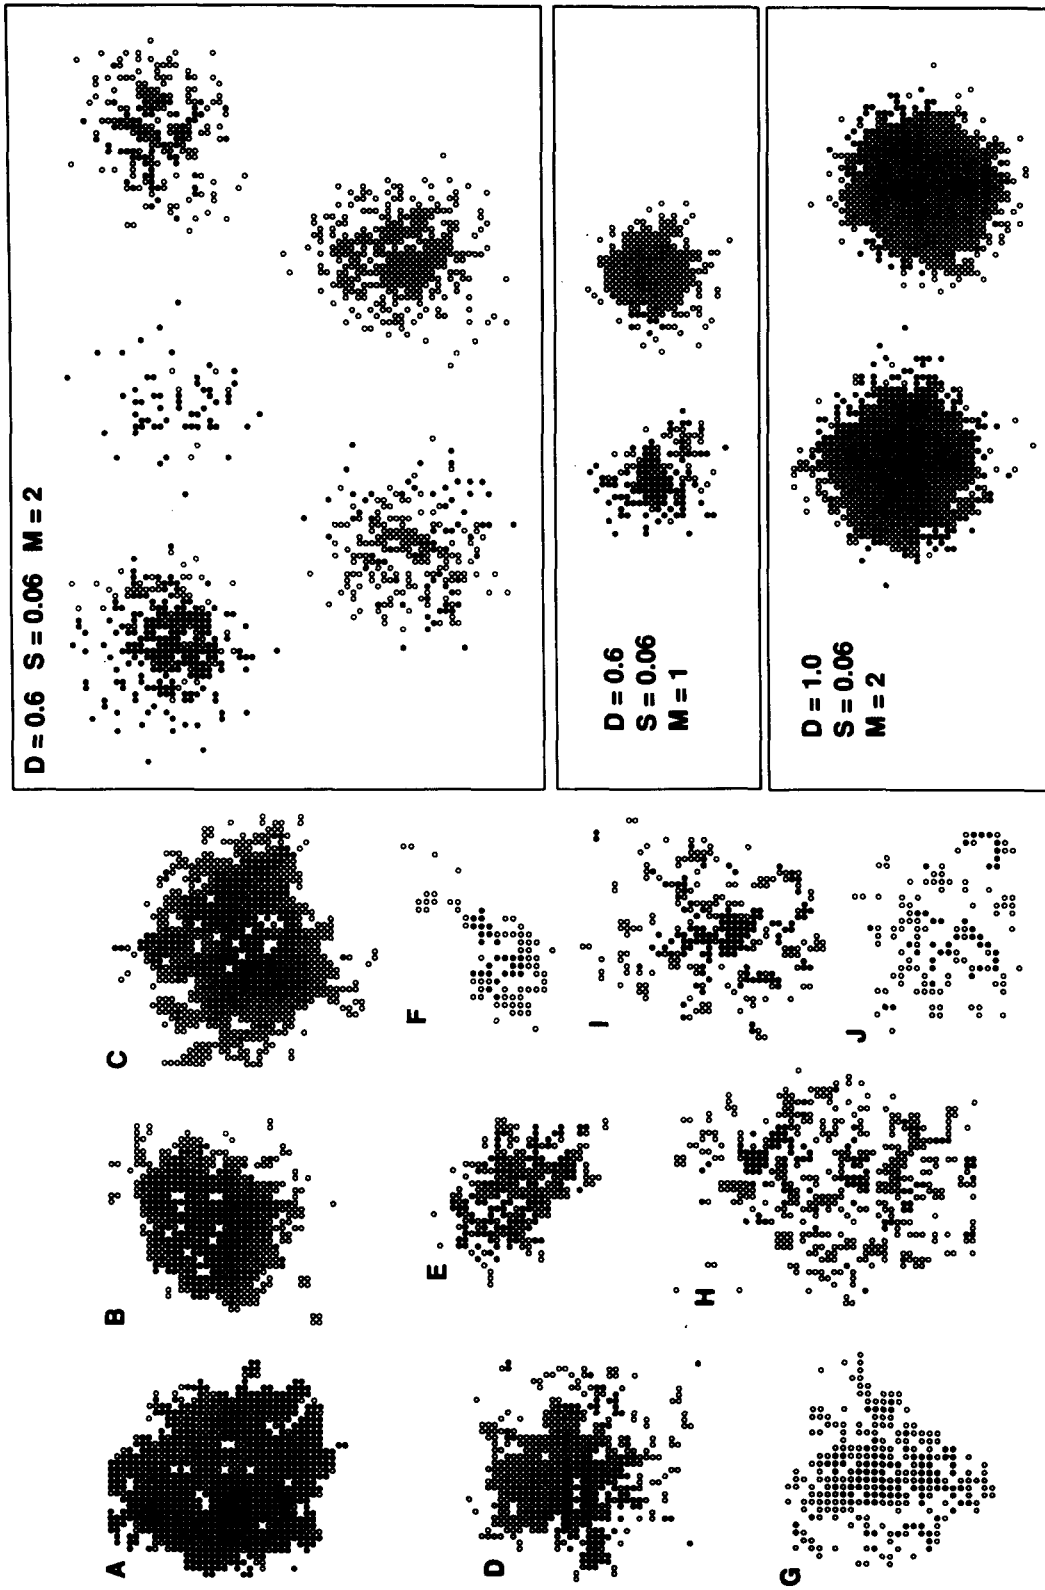 A
B
C
D
E
F
G
H
I
J
D = 0.6 S = 0.06 M = 2
D = 0.6
S = 0.06
M = 1
D = 1.0
S = 0.06
M = 2